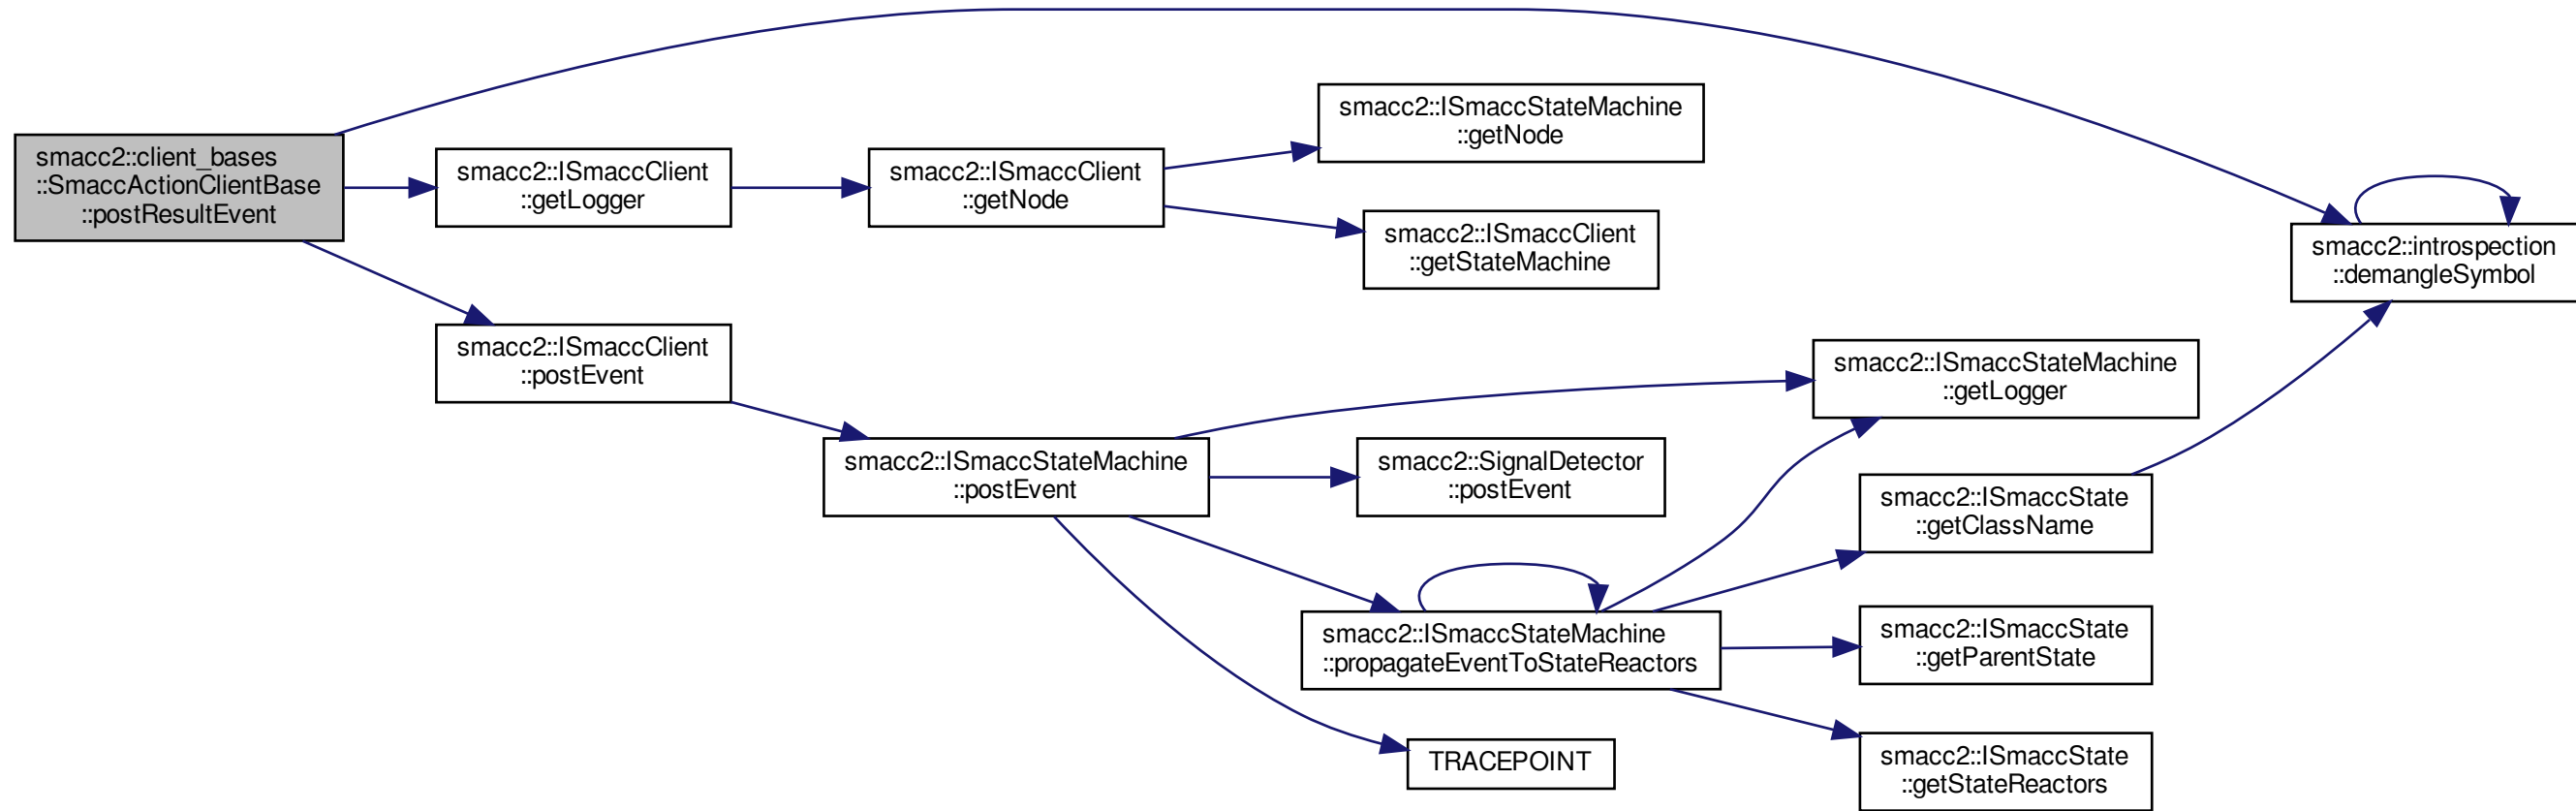 smacc2::client_bases
::SmaccActionClientBase
::postResultEvent
smacc2::ISmaccClient
::getLogger
smacc2::ISmaccClient
::getNode
smacc2::ISmaccStateMachine
::getNode
smacc2::ISmaccClient
::getStateMachine
smacc2::introspection
::demangleSymbol
smacc2::ISmaccClient
::postEvent
smacc2::ISmaccStateMachine
::postEvent
smacc2::ISmaccStateMachine
::getLogger
smacc2::SignalDetector
::postEvent
smacc2::ISmaccState
::getClassName
smacc2::ISmaccStateMachine
::propagateEventToStateReactors
smacc2::ISmaccState
::getParentState
TRACEPOINT
smacc2::ISmaccState
::getStateReactors